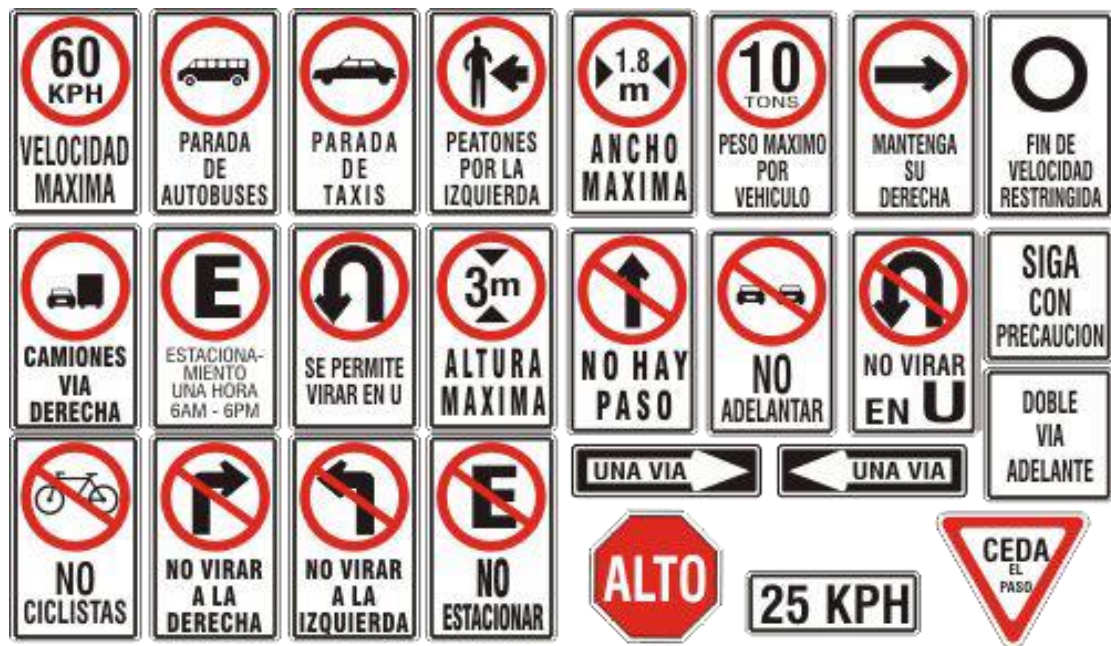 60
KPH
VELOCIDAD
MAXIMA
PARADA
DE
AUTOBUSES
PARADA
DE
TAXIS
PEATONES
POR LA
IZQUIERDA
1.8
m
ANCHO
MAXIMA
10
TONS
PESO MAXIMO
POR
VEHICULO
MANTENGA
SU
DERECHA
FIN DE
VELOCIDAD
RESTRINGIDA
CAMIONES
VIA
DERECHA
E
ESTACIONA-
MIENTO
UNA HORA
6AM - 6PM
SE PERMITE
VIRAR EN U
3m
ALTURA
MAXIMA
NO HAY
PASO
NO
ADELANTAR
NO VIRAR
EN U
SIGA
CON
PRECAUCION
DOBLE
VIA
ADELANTE
NO
CICLISTAS
NO VIRAR
A LA
DERECHA
NO VIRAR
A LA
IZQUIERDA
E
NO
ESTACIONAR
UNA VIA
UNA VIA
ALTO
25 KPH
CEDA
EL
PASO